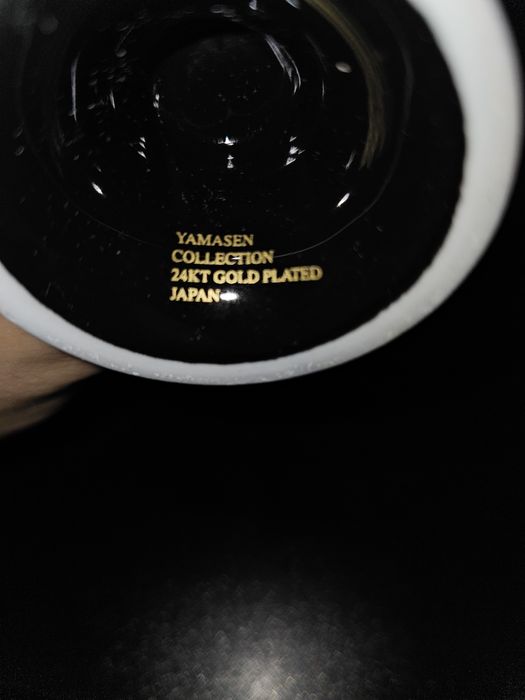 YAMASEN
COLLECTION
24KT GOLD PLATED
JAPAN